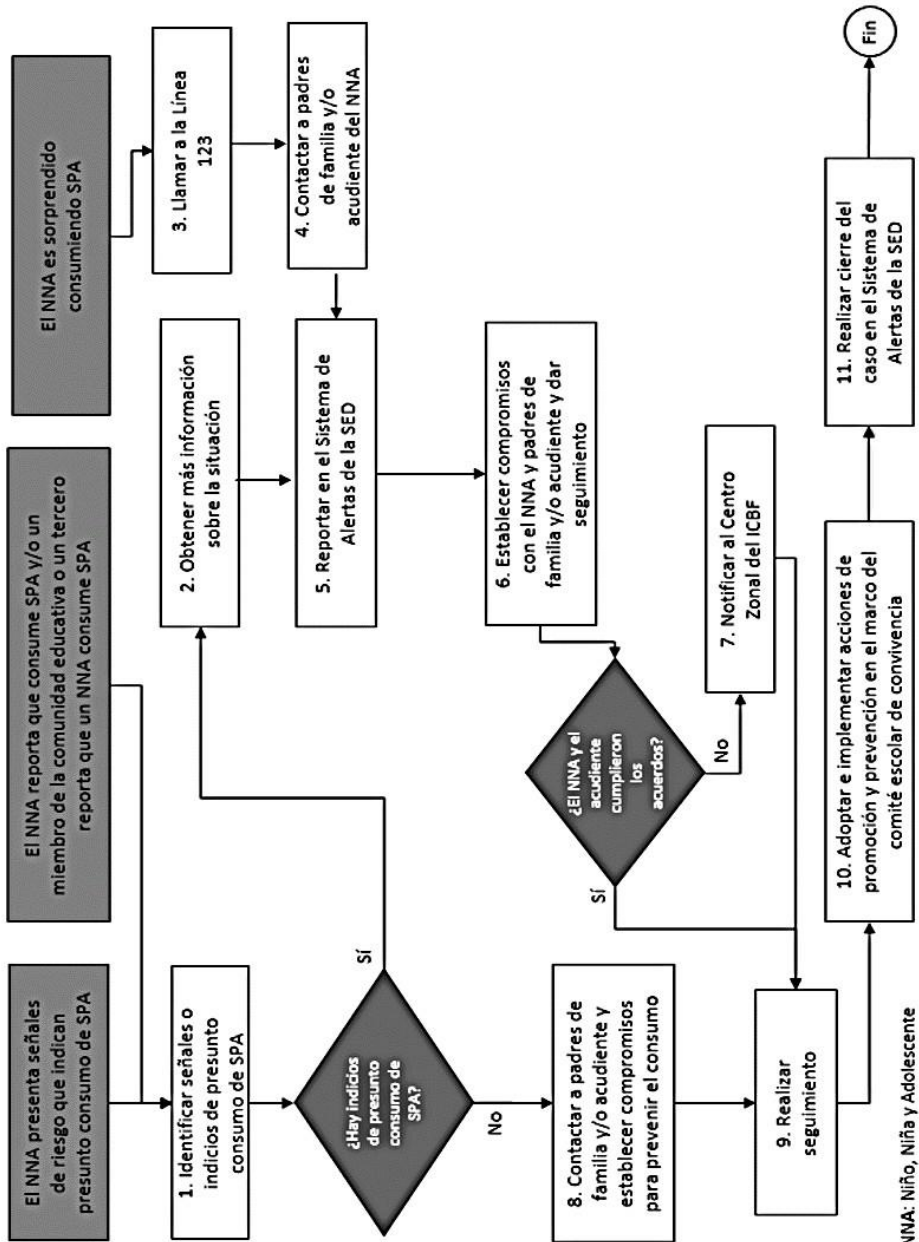 El NNA presenta señales
de riesgo que indican
presunto consumo de SPA
El NNA reporta que consume SPA y/o un
miembro de la comunidad educativa o un tercero
reporta que un NNA consume SPA
El NNA es sorprendido
consumiendo SPA
1. Identificar señales o
indicios de presunto
consumo de SPA
2. Obtener más información
sobre la situación
3. Llamar a la Línea
123
¿Hay indicios
de presunto
consumo de
SPA?
Sí
No
4. Contactar a padres
de familia y/o
acudiente del NNA
5. Reportar en el Sistema de
Alertas de la SED
6. Establecer compromisos
con el NNA y padres de
familia y/o acudiente y dar
seguimiento
¿El NNA y el
acudiente
cumplieron
los
acuerdos?
Sí
No
7. Notificar al Centro
Zonal del ICBF
8. Contactar a padres de
familia y/o acudiente y
establecer compromisos
para prevenir el consumo
9. Realizar
seguimiento
10. Adoptar e implementar acciones de
promoción y prevención en el marco del
comité escolar de convivencia
11. Realizar cierre del
caso en el Sistema de
Alertas de la SED
Fin
NNA: Niño, Niña y Adolescente